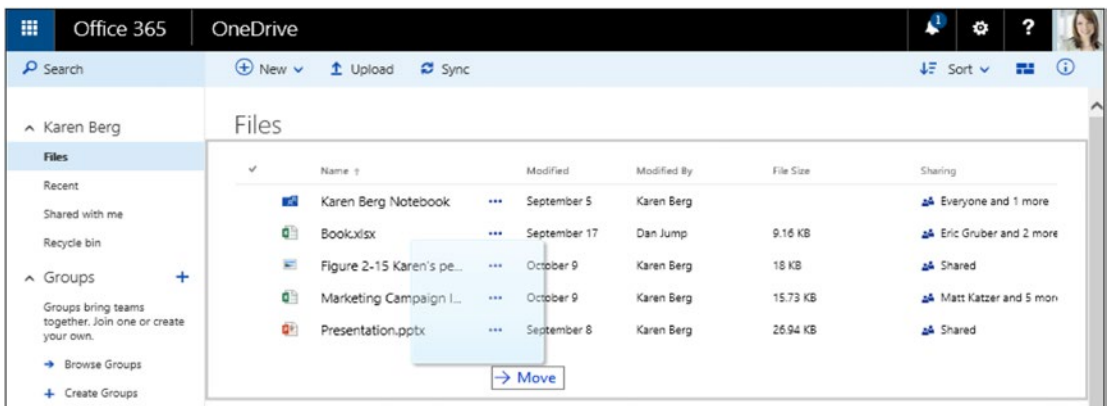 Office 365 OneDrive 1 ?
Search New Upload Sync Sort
Karen Berg
Files
Recent
Shared with me
Recycle bin
Groups +
Groups bring teams
together. Join one or create
your own.
→ Browse Groups
+ Create Groups
Files
Name ↑ Modified Modified By File Size Sharing
Karen Berg Notebook ... September 5 Karen Berg Everyone and 1 more
Book.xlsx ... September 17 Dan Jump 9.16 KB Eric Gruber and 2 more
Figure 2-15 Karen's pe... ... October 9 Karen Berg 18 KB Shared
Marketing Campaign I... ... October 9 Karen Berg 15.73 KB Matt Katzer and 5 more
Presentation.pptx ... September 8 Karen Berg 26.94 KB Shared
→ Move